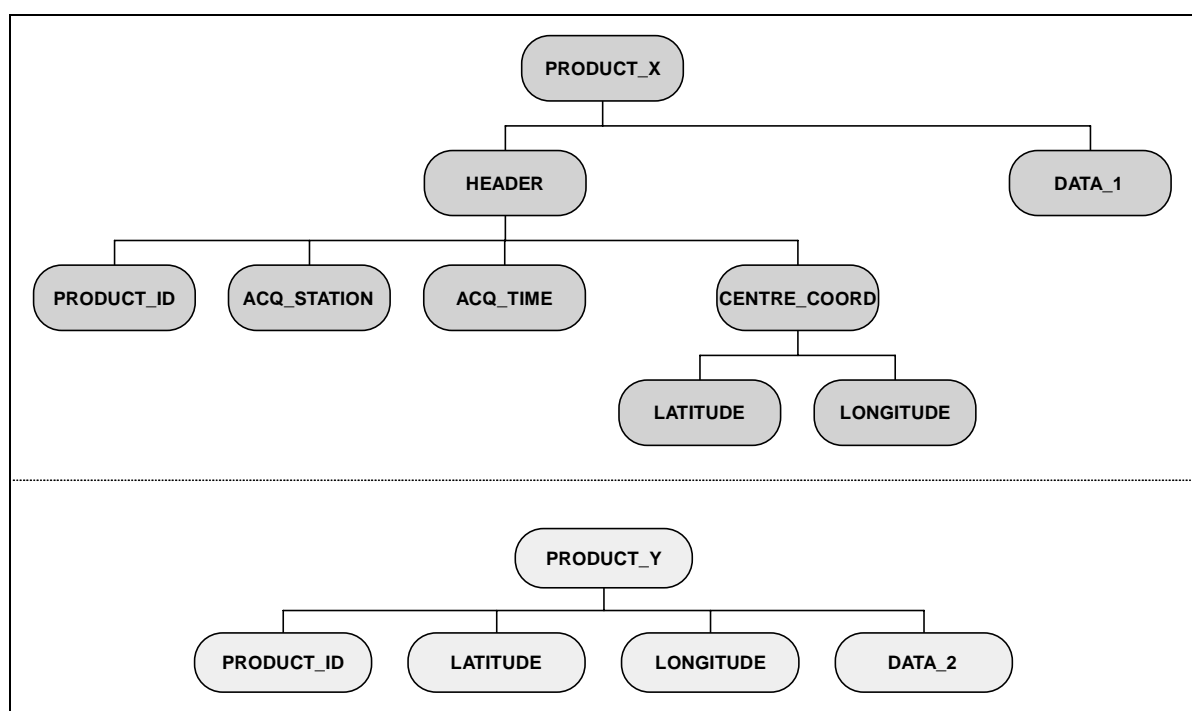 PRODUCT_X
HEADER
DATA_1
PRODUCT_ID
ACQ_STATION
ACQ_TIME
CENTRE_COORD
LATITUDE
LONGITUDE
PRODUCT_Y
PRODUCT_ID
LATITUDE
LONGITUDE
DATA_2